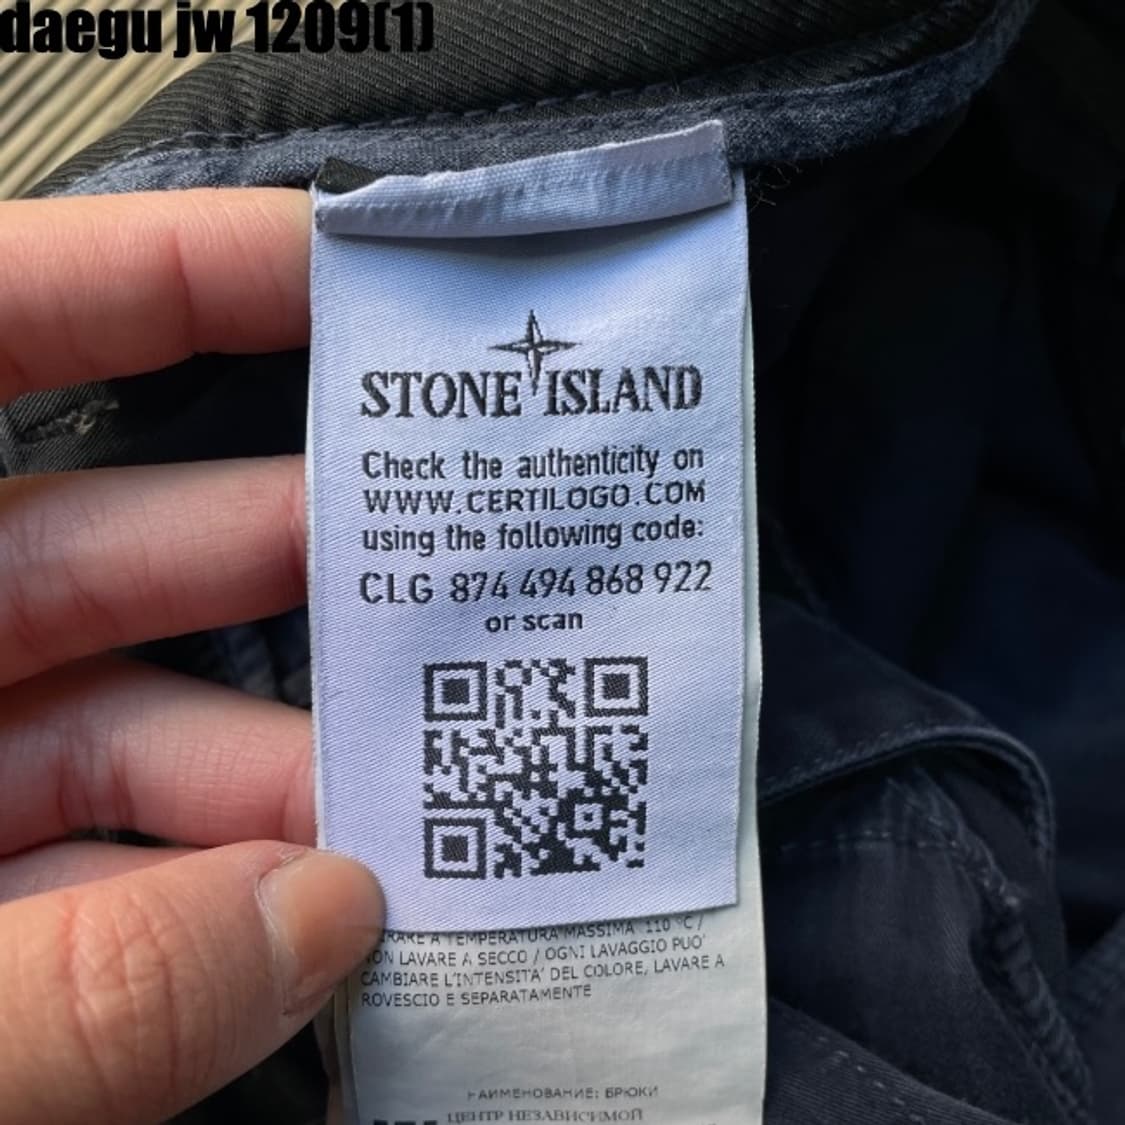 daegu jw 1209(1)
STONE ISLAND
Check the authenticity on
WWW.CERTILOGO.COM
using the following code:
CLG 874 494 868 922
or scan
A TEMPERATURA MASSIMA 110 °C /
NON LAVARE A SECCO / OGNI LAVAGGIO PUO'
CAMBIARE L'INTENSITA' DEL COLORE, LAVARE A
ROVESCIO E SEPARATAMENTE
НАИМЕНОВАНИЕ: БРЮКИ
ЦЕНТР НЕЗАВИСИМОЙ